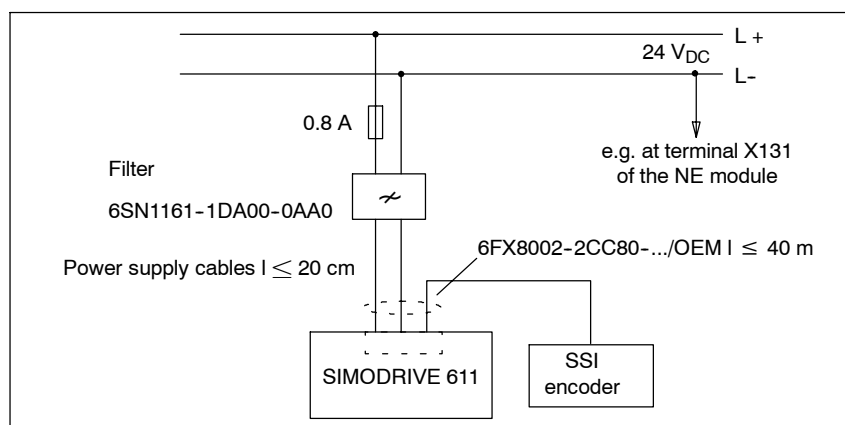 L +
24 VDC
L-
0.8 A
e.g. at terminal X131
of the NE module
Filter
6SN1161-1DA00-0AA0
6FX8002-2CC80-.../OEM l ≤ 40 m
Power supply cables l ≤ 20 cm
SIMODRIVE 611
SSI
encoder